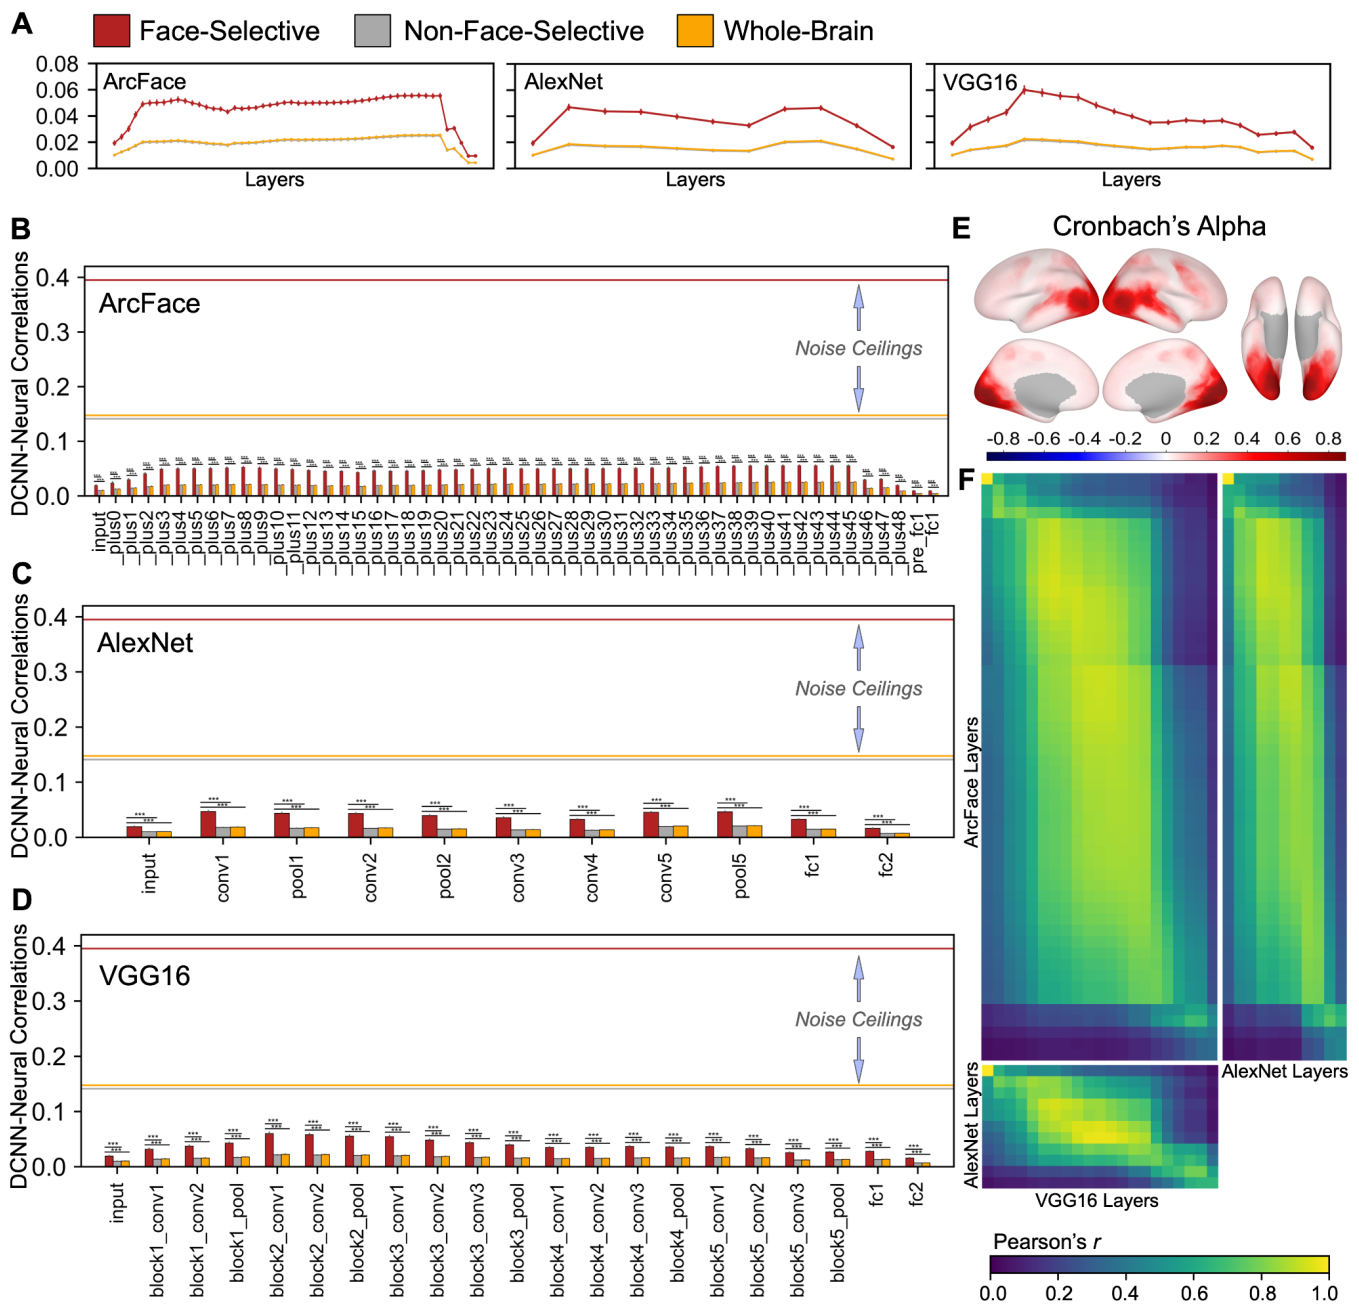 A
Face-Selective
Non-Face-Selective
Whole-Brain
0.08
0.06
0.04
0.02
0.00
ArcFace
AlexNet
VGG16
Layers
Layers
Layers
B
DCNN-Neural Correlations
0.4
0.3
0.2
0.1
0.0
ArcFace
Noise Ceilings
input
_plus0
_plus1
_plus2
_plus3
_plus4
_plus5
_plus6
_plus7
_plus8
_plus9
_plus10
_plus11
_plus12
_plus13
_plus14
_plus15
_plus16
_plus17
_plus18
_plus19
_plus20
_plus21
_plus22
_plus23
_plus24
_plus25
_plus26
_plus27
_plus28
_plus29
_plus30
_plus31
_plus32
_plus33
_plus34
_plus35
_plus36
_plus37
_plus38
_plus39
_plus40
_plus41
_plus42
_plus43
_plus44
_plus45
_plus46
_plus47
_plus48
pre_fc1
fc1
C
DCNN-Neural Correlations
0.4
0.3
0.2
0.1
0.0
AlexNet
Noise Ceilings
*** *** *** *** *** *** *** *** *** *** ***
*** *** *** *** *** *** *** *** *** *** ***
input
conv1
pool1
conv2
pool2
conv3
conv4
conv5
pool5
fc1
fc2
D
DCNN-Neural Correlations
0.4
0.3
0.2
0.1
0.0
VGG16
Noise Ceilings
*** *** *** *** *** *** *** *** *** *** *** *** *** *** *** *** *** *** *** *** ***
*** *** *** *** *** *** *** *** *** *** *** *** *** *** *** *** *** *** *** *** ***
input
block1_conv1
block1_conv2
block1_pool
block2_conv1
block2_conv2
block2_pool
block3_conv1
block3_conv2
block3_conv3
block3_pool
block4_conv1
block4_conv2
block4_conv3
block4_pool
block5_conv1
block5_conv2
block5_conv3
block5_pool
fc1
fc2
E
Cronbach's Alpha
-0.8 -0.6 -0.4 -0.2 0 0.2 0.4 0.6 0.8
F
ArcFace Layers
AlexNet Layers
AlexNet Layers
VGG16 Layers
Pearson's r
0.0 0.2 0.4 0.6 0.8 1.0